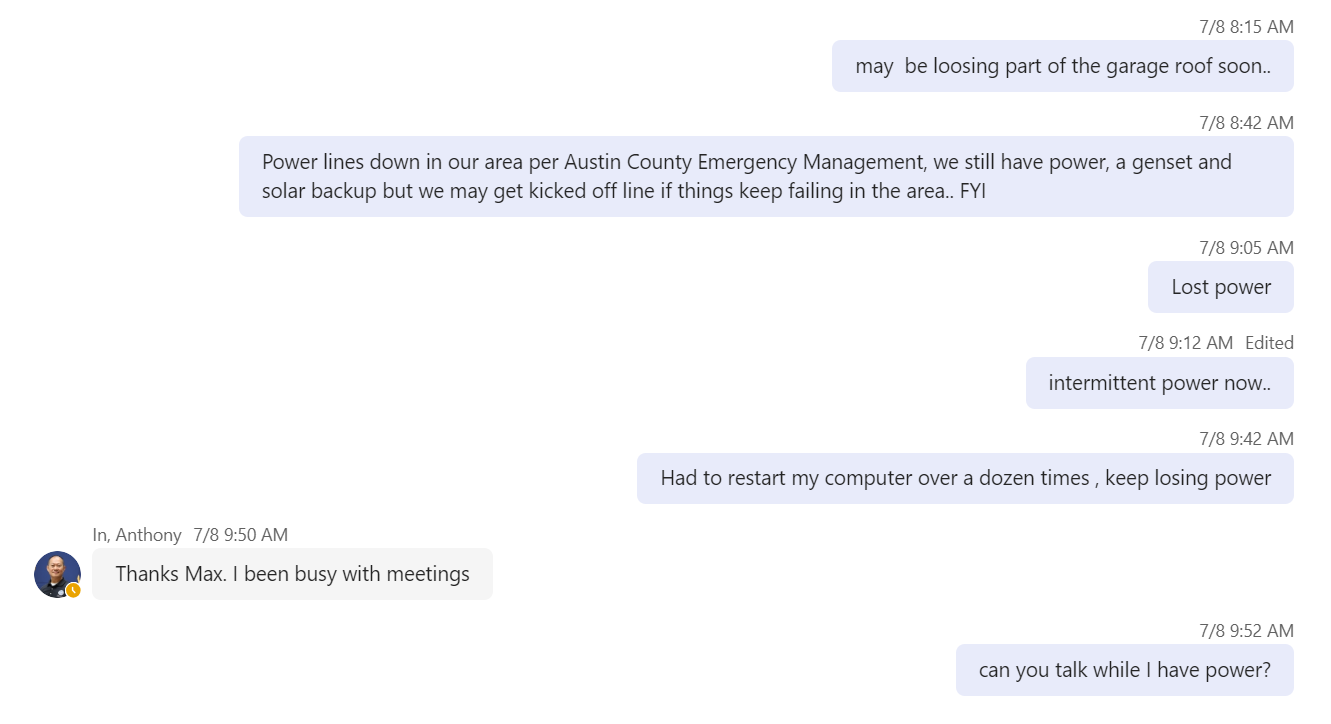 7/8 8:15 AM
may  be loosing part of the garage roof soon..
7/8 8:42 AM
Power lines down in our area per Austin County Emergency Management, we still have power, a genset and
solar backup but we may get kicked off line if things keep failing in the area.. FYI
7/8 9:05 AM
Lost power
7/8 9:12 AM Edited
intermittent power now..
7/8 9:42 AM
Had to restart my computer over a dozen times , keep losing power
In, Anthony 7/8 9:50 AM
Thanks Max. I been busy with meetings
7/8 9:52 AM
can you talk while I have power?